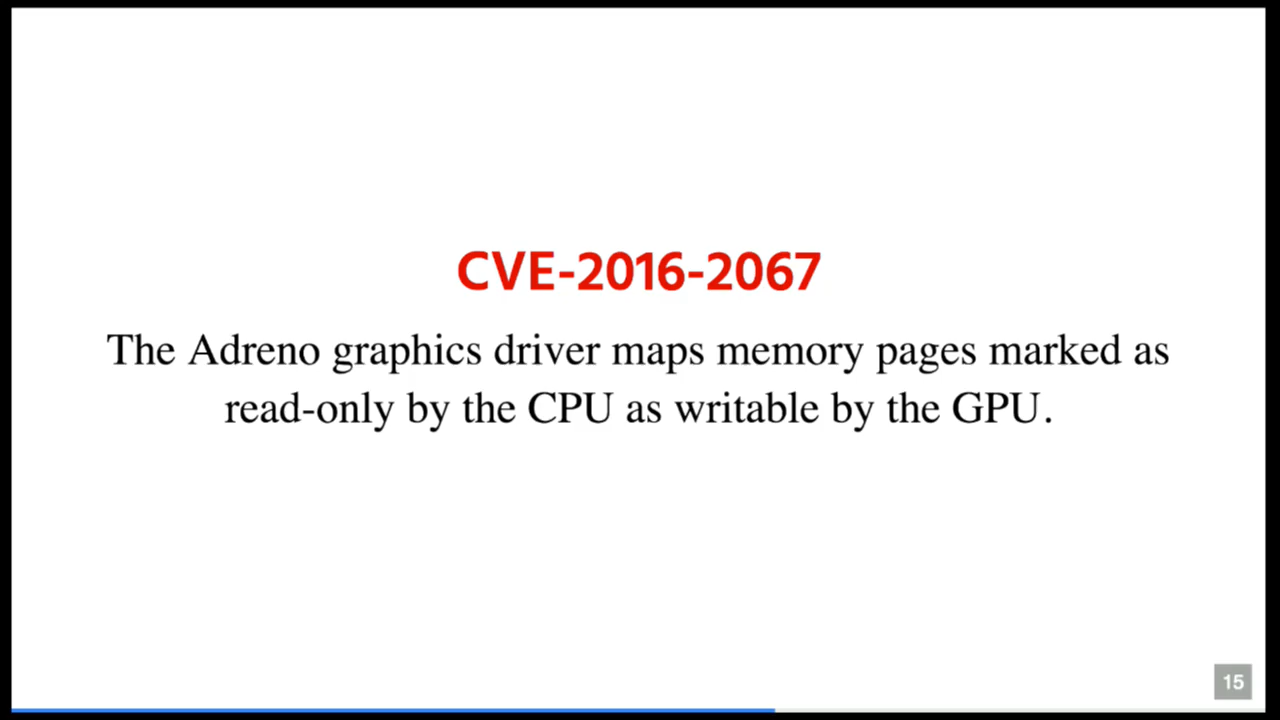 CVE-2016-2067
The Adreno graphics driver maps memory pages marked as
read-only by the CPU as writable by the GPU.
15